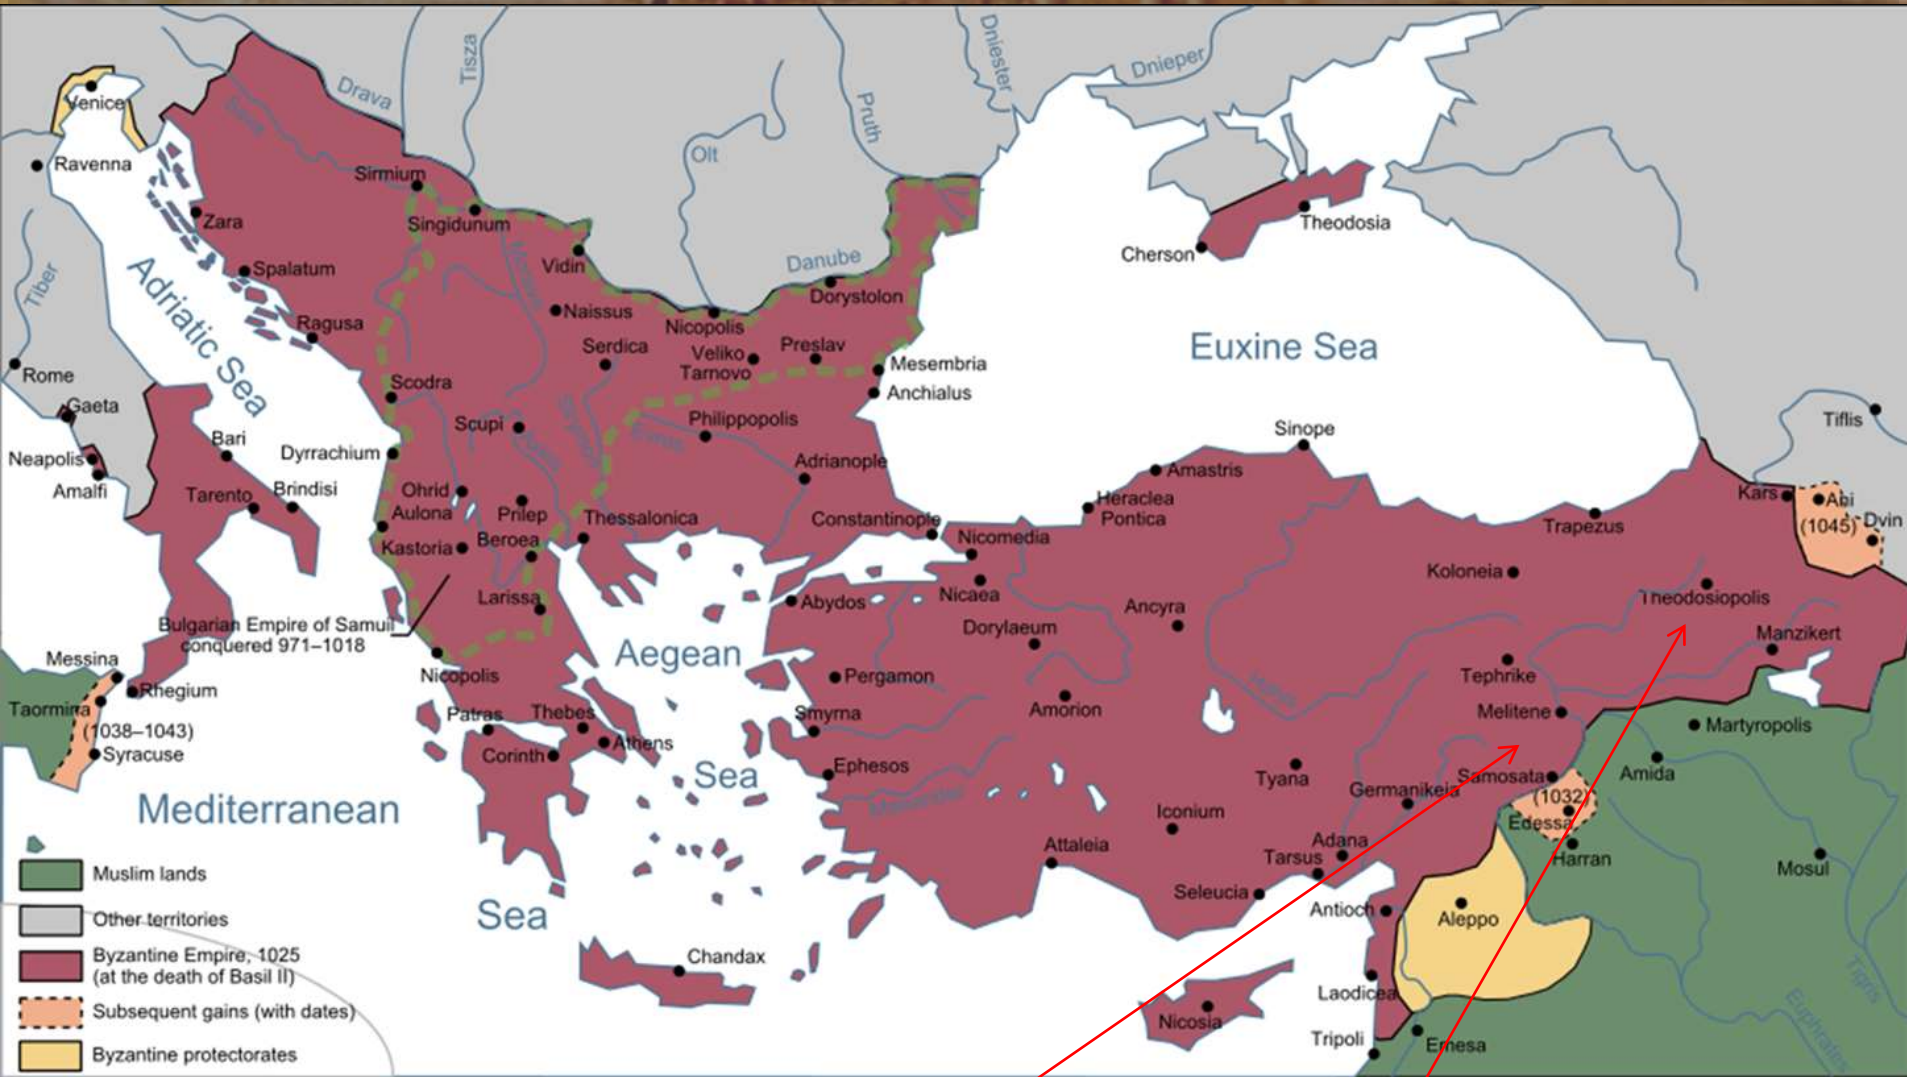 Tisza
Dniester
Dnieper
Drava
Pruth
Venice
Save
Olt
Ravenna
Sirmium
Zara
Singidunum
Theodosia
Cherson
Tiber
Adriatic Sea
Spalatum
Vidin
Danube
Dorystolon
Morava
Naissus
Ragusa
Nicopolis
Euxine Sea
Serdica
Veliko
Tarnovo
Preslav
Mesembria
Anchialus
Rome
Scodra
Gaeta
Philippopolis
Scupi
Strymon
Tiflis
Sinope
Bari
Dyrrachium
Neapolis
Adrianople
Amastris
Amalfi
Tarento
Brindisi
Ohrid
Aulona
Prilep
Thessalonica
Constantinople
Heraclea
Pontica
Kars
Ani
(1045)
Dvin
Trapezus
Kastoria
Beroea
Nicomedia
Koloneia
Larissa
Abydos
Nicaea
Ancyra
Theodosiopolis
Bulgarian Empire of Samuil
conquered 971–1018
Dorylaeum
Manzikert
Aegean
Sea
Messina
Nicopolis
Pergamon
Tephrike
Halys
Rhegium
Taormina
(1038–1043)
Syracuse
Patras
Thebes
Smyrna
Amorion
Melitene
Martyropolis
Corinth
Athens
Ephesos
Tyana
Germanikeia
Samosata
Amida
(1032)
Edessa
Mediterranean
Sea
Maeander
Iconium
Attaleia
Adana
Tarsus
Harran
Mosul
Seleucia
Antioch
Aleppo
Chandax
Laodicea
Nicosia
Tripoli
Emesa
Tigris
Euphrates
Muslim lands
Other territories
Byzantine Empire, 1025
(at the death of Basil II)
Subsequent gains (with dates)
Byzantine protectorates